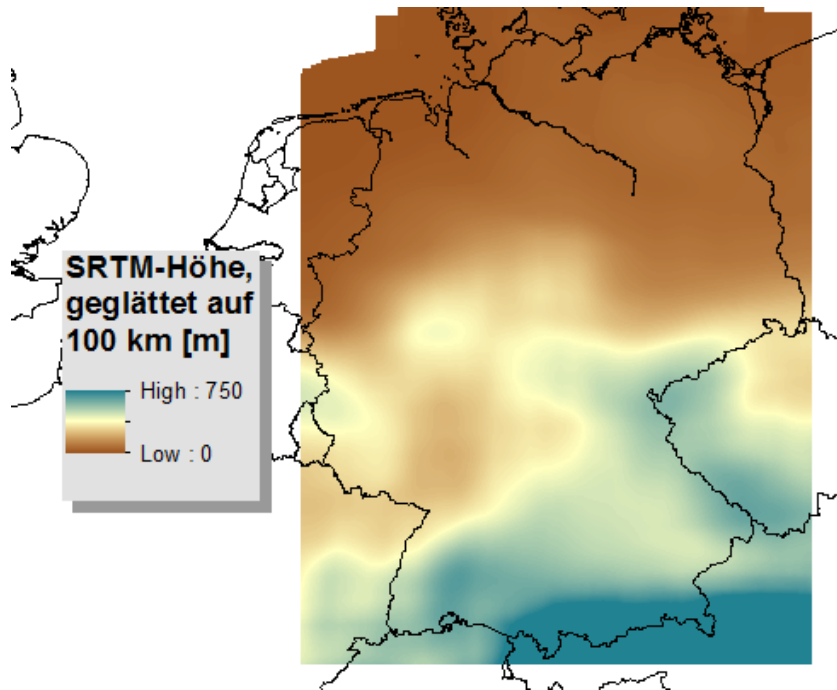 SRTM-Höhe,
geglättet auf
100 km [m]
High : 750
Low : 0